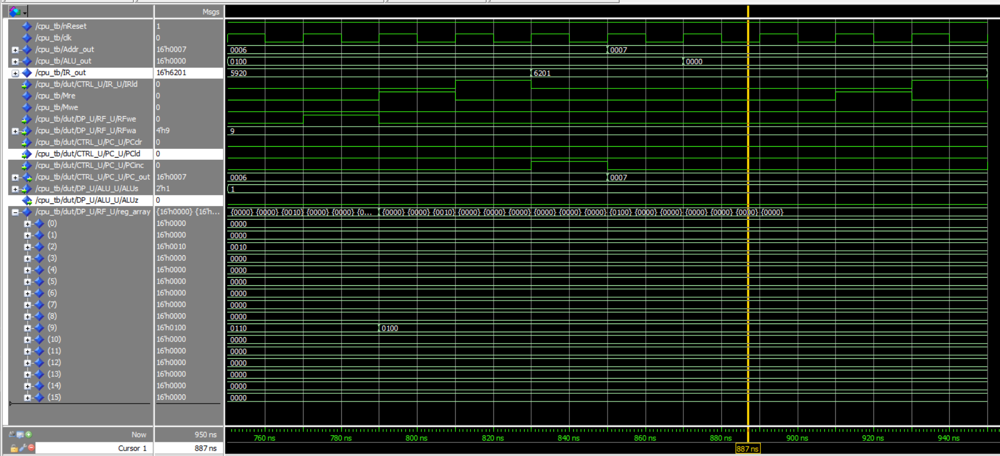 Msgs
/cpu_tb/nReset 1
/cpu_tb/clk 0
/cpu_tb/Addr_out 16'h0007 0006 0007
/cpu_tb/ALU_out 16'h0000 0100 0000
/cpu_tb/IR_out 16'h6201 5920 6201
/cpu_tb/dut/CTRL_U/IR_U/IRld 0
/cpu_tb/Mre 0
/cpu_tb/Mwe 0
/cpu_tb/dut/DP_U/RF_U/RFwe 0
/cpu_tb/dut/DP_U/RF_U/RFwa 4'h9 9
/cpu_tb/dut/CTRL_U/PC_U/PCclr 0
/cpu_tb/dut/CTRL_U/PC_U/PCld 0
/cpu_tb/dut/CTRL_U/PC_U/PCinc 0
/cpu_tb/dut/CTRL_U/PC_U/PC_out 16'h0007 0006 0007
/cpu_tb/dut/DP_U/ALU_U/ALUs 2'h1 1
/cpu_tb/dut/DP_U/ALU_U/ALUz 0
/cpu_tb/dut/DP_U/RF_U/reg_array {16'h0000} {16'h... {0000} {0000} {0010} {0000} {0000} {0... {0000} {0000} {0010} {0000} {0000} {0000} {0000} {0000} {0000} {0100} {0000} {0000} {0000} {0000} {0000} {0000}
(0) 16'h0000 0000
(1) 16'h0000 0000
(2) 16'h0010 0010
(3) 16'h0000 0000
(4) 16'h0000 0000
(5) 16'h0000 0000
(6) 16'h0000 0000
(7) 16'h0000 0000
(8) 16'h0000 0000
(9) 16'h0100 0110 0100
(10) 16'h0000 0000
(11) 16'h0000 0000
(12) 16'h0000 0000
(13) 16'h0000 0000
(14) 16'h0000 0000
(15) 16'h0000 0000
Now 950 ns 760 ns 780 ns 800 ns 820 ns 840 ns 860 ns 880 ns 900 ns 920 ns 940 ns
Cursor 1 887 ns 887 ns